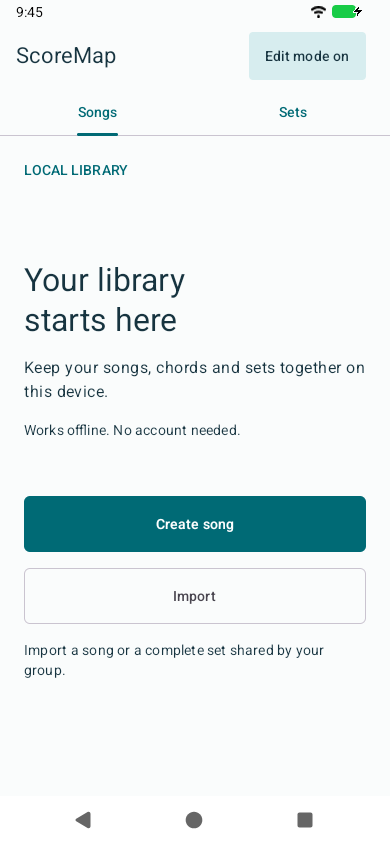 9:45
ScoreMap
Edit mode on
Songs
Sets
LOCAL LIBRARY
Your library
starts here
Keep your songs, chords and sets together on
this device.
Works offline. No account needed.
Create song
Import
Import a song or a complete set shared by your
group.